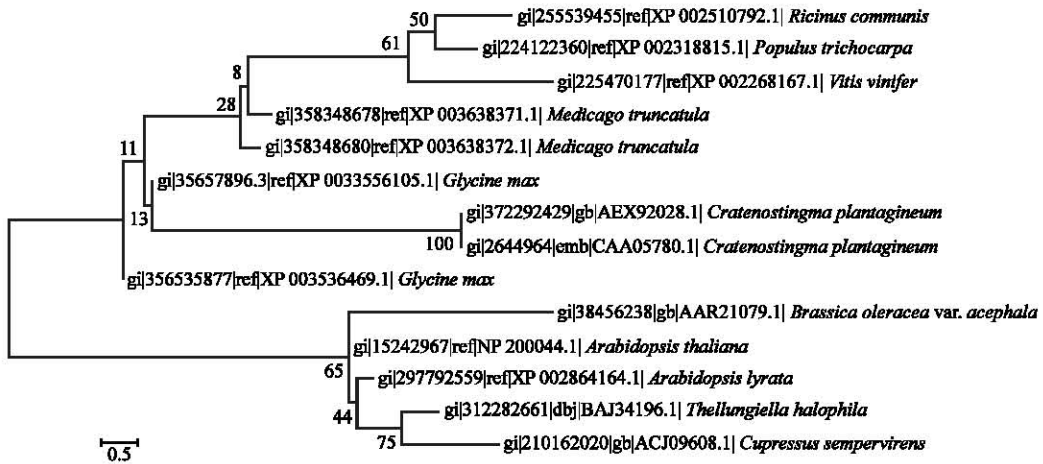 gi|255539455|ref|XP 002510792.1| Ricinus communis
50
gi|224122360|ref|XP 002318815.1| Populus trichocarpa
61
gi|225470177|ref|XP 002268167.1| Vitis vinifer
8
gi|358348678|ref|XP 003638371.1| Medicago truncatula
28
gi|358348680|ref|XP 003638372.1| Medicago truncatula
11
gi|35657896.3|ref|XP 0033556105.1| Glycine max
gi|372292429|gb|AEX92028.1| Cratenostingma plantagineum
13
100
gi|2644964|emb|CAA05780.1| Cratenostingma plantagineum
gi|356535877|ref|XP 003536469.1| Glycine max
gi|38456238|gb|AAR21079.1| Brassica oleracea var. acephala
gi|15242967|ref|NP 200044.1| Arabidopsis thaliana
65
gi|297792559|ref|XP 002864164.1| Arabidopsis lyrata
44
gi|312282661|dbj|BAJ34196.1| Thellungiella halophila
75
gi|210162020|gb|ACJ09608.1| Cupressus sempervirens
0.5